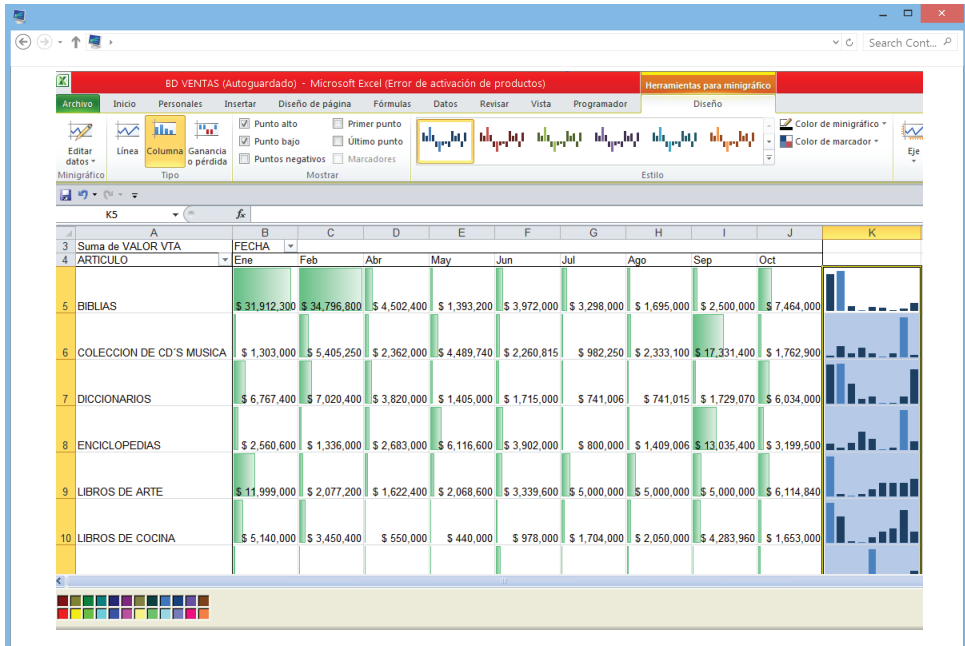 Search Cont...
BD VENTAS (Autoguardado) - Microsoft Excel (Error de activación de productos)
Herramientas para minigráfico
Archivo Inicio Personales Insertar Diseño de página Fórmulas Datos Revisar Vista Programador Diseño
Editar datos
Línea
Columna
Ganancia o pérdida
Punto alto Primer punto
Punto bajo Último punto
Puntos negativos Marcadores
Color de minigráfico
Color de marcador
Eje
Minigráfico Tipo Mostrar Estilo
K5 fx
A B C D E F G H I J K
3 Suma de VALOR VTA FECHA
4 ARTICULO Ene Feb Abr May Jun Jul Ago Sep Oct
5 BIBLIAS $ 31,912,300 $ 34,796,800 $ 4,502,400 $ 1,393,200 $ 3,972,000 $ 3,298,000 $ 1,695,000 $ 2,500,000 $ 7,464,000
6 COLECCION DE CD´S MUSICA $ 1,303,000 $ 5,405,250 $ 2,362,000 $ 4,489,740 $ 2,260,815 $ 982,250 $ 2,333,100 $ 17,331,400 $ 1,762,900
7 DICCIONARIOS $ 6,767,400 $ 7,020,400 $ 3,820,000 $ 1,405,000 $ 1,715,000 $ 741,006 $ 741,015 $ 1,729,070 $ 6,034,000
8 ENCICLOPEDIAS $ 2,560,600 $ 1,336,000 $ 2,683,000 $ 6,116,600 $ 3,902,000 $ 800,000 $ 1,409,006 $ 13,035,400 $ 3,199,500
9 LIBROS DE ARTE $ 11,999,000 $ 2,077,200 $ 1,622,400 $ 2,068,600 $ 3,339,600 $ 5,000,000 $ 5,000,000 $ 5,000,000 $ 6,114,840
10 LIBROS DE COCINA $ 5,140,000 $ 3,450,400 $ 550,000 $ 440,000 $ 978,000 $ 1,704,000 $ 2,050,000 $ 4,283,960 $ 1,653,000